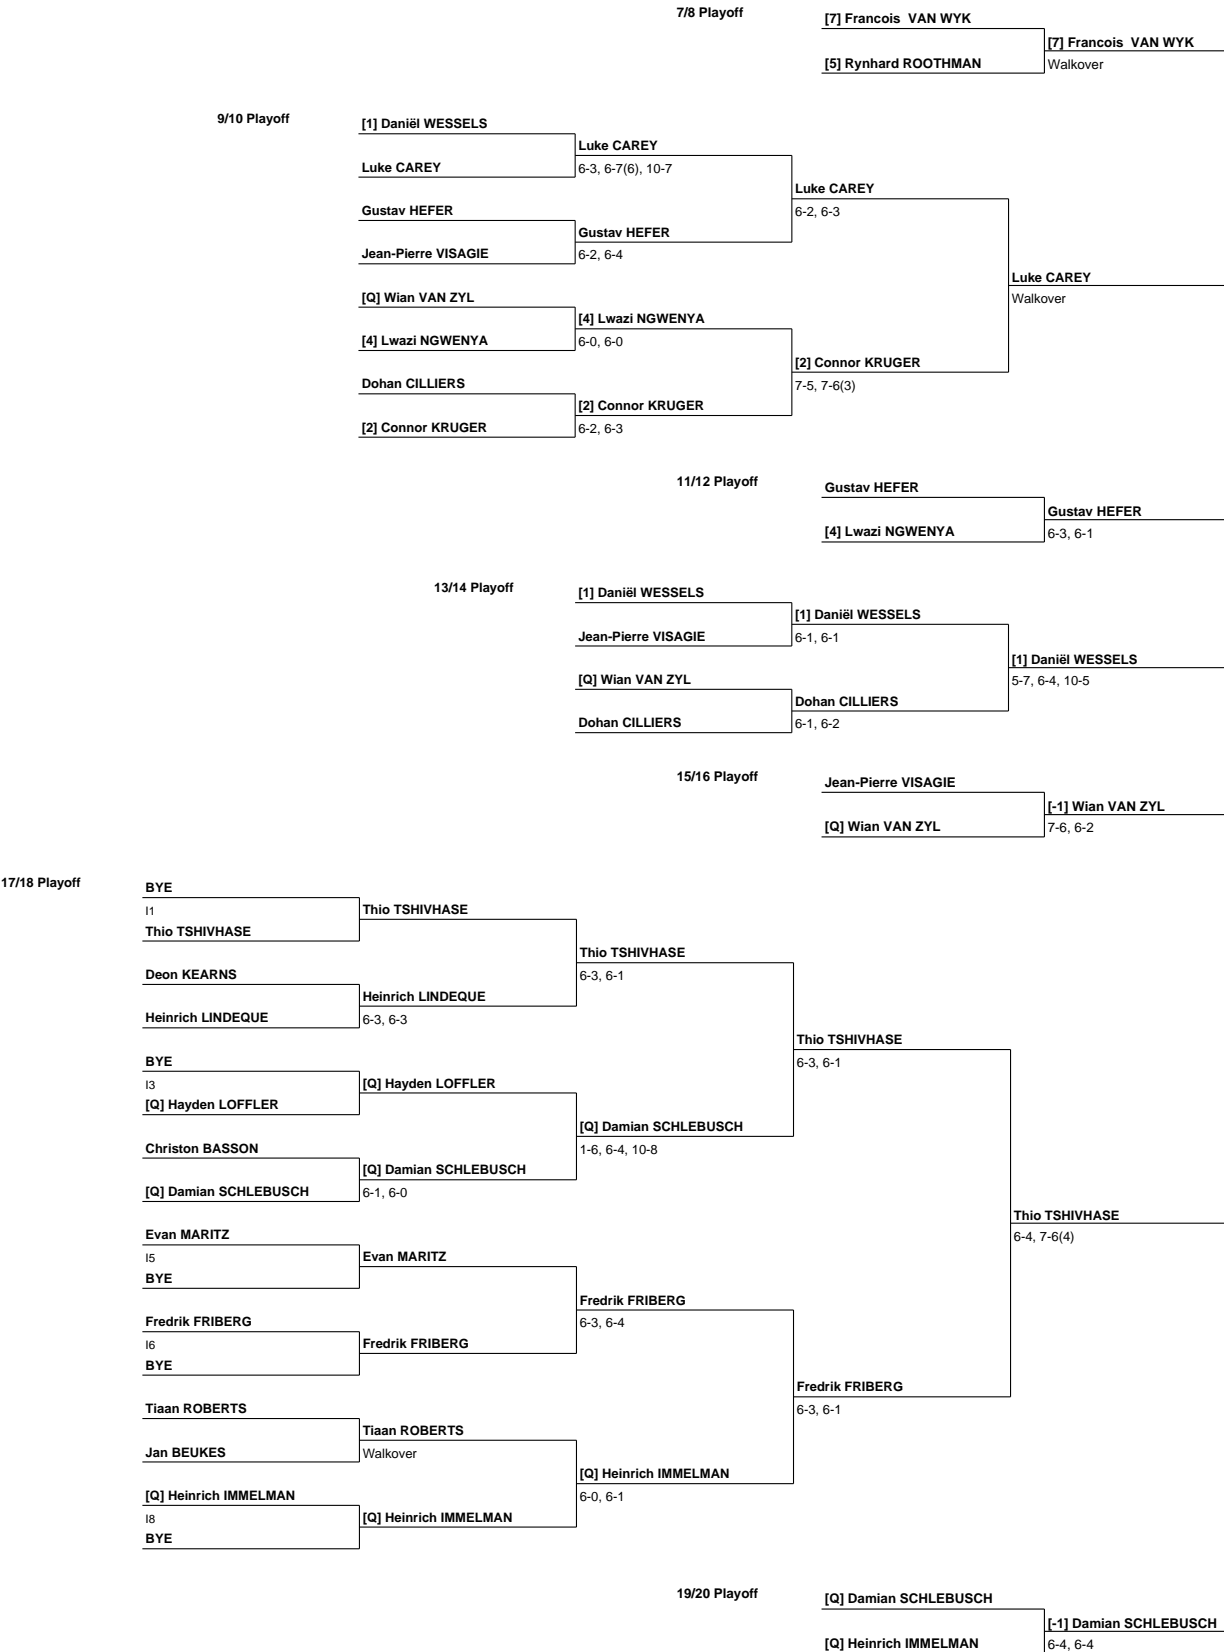 7/8 Playoff
[7] Francois  VAN WYK
[7] Francois  VAN WYK
[5] Rynhard ROOTHMAN
Walkover
9/10 Playoff
[1] Daniël WESSELS
Luke CAREY
Luke CAREY
6-3, 6-7(6), 10-7
Luke CAREY
Gustav HEFER
6-2, 6-3
Gustav HEFER
Jean-Pierre VISAGIE
6-2, 6-4
Luke CAREY
[Q] Wian VAN ZYL
Walkover
[4] Lwazi NGWENYA
[4] Lwazi NGWENYA
6-0, 6-0
[2] Connor KRUGER
Dohan CILLIERS
7-5, 7-6(3)
[2] Connor KRUGER
[2] Connor KRUGER
6-2, 6-3
11/12 Playoff
Gustav HEFER
Gustav HEFER
[4] Lwazi NGWENYA
6-3, 6-1
13/14 Playoff
[1] Daniël WESSELS
[1] Daniël WESSELS
Jean-Pierre VISAGIE
6-1, 6-1
[1] Daniël WESSELS
[Q] Wian VAN ZYL
5-7, 6-4, 10-5
Dohan CILLIERS
Dohan CILLIERS
6-1, 6-2
15/16 Playoff
Jean-Pierre VISAGIE
[-1] Wian VAN ZYL
[Q] Wian VAN ZYL
7-6, 6-2
17/18 Playoff
BYE
I1
Thio TSHIVHASE
Thio TSHIVHASE
Thio TSHIVHASE
Deon KEARNS
6-3, 6-1
Heinrich LINDEQUE
Heinrich LINDEQUE
6-3, 6-3
Thio TSHIVHASE
BYE
6-3, 6-1
I3
[Q] Hayden LOFFLER
[Q] Hayden LOFFLER
[Q] Damian SCHLEBUSCH
Christon BASSON
1-6, 6-4, 10-8
[Q] Damian SCHLEBUSCH
[Q] Damian SCHLEBUSCH
6-1, 6-0
Thio TSHIVHASE
Evan MARITZ
6-4, 7-6(4)
I5
Evan MARITZ
BYE
Fredrik FRIBERG
Fredrik FRIBERG
6-3, 6-4
I6
Fredrik FRIBERG
BYE
Fredrik FRIBERG
Tiaan ROBERTS
6-3, 6-1
Tiaan ROBERTS
Jan BEUKES
Walkover
[Q] Heinrich IMMELMAN
[Q] Heinrich IMMELMAN
6-0, 6-1
I8
[Q] Heinrich IMMELMAN
BYE
19/20 Playoff
[Q] Damian SCHLEBUSCH
[-1] Damian SCHLEBUSCH
[Q] Heinrich IMMELMAN
6-4, 6-4